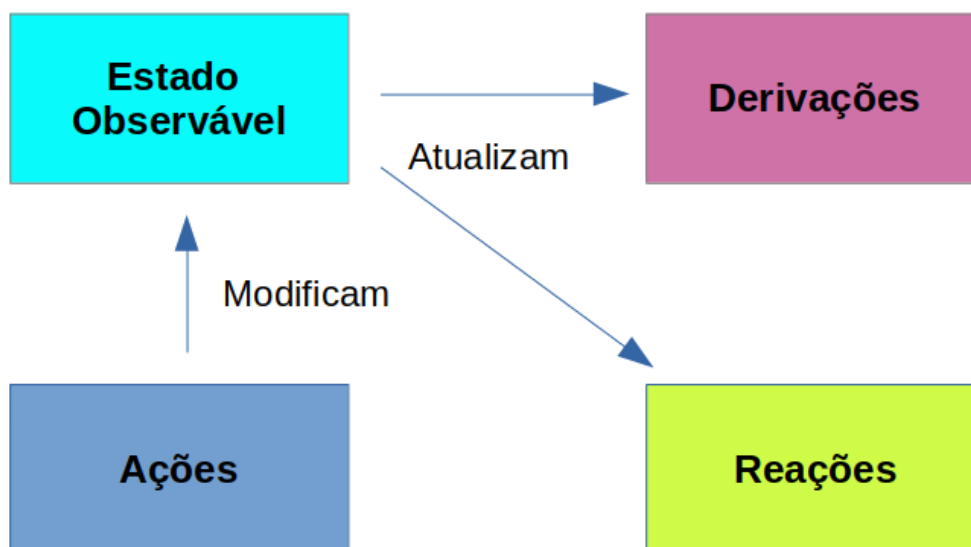 Estado
Observável
Derivações
Atualizam
Modificam
Ações
Reações